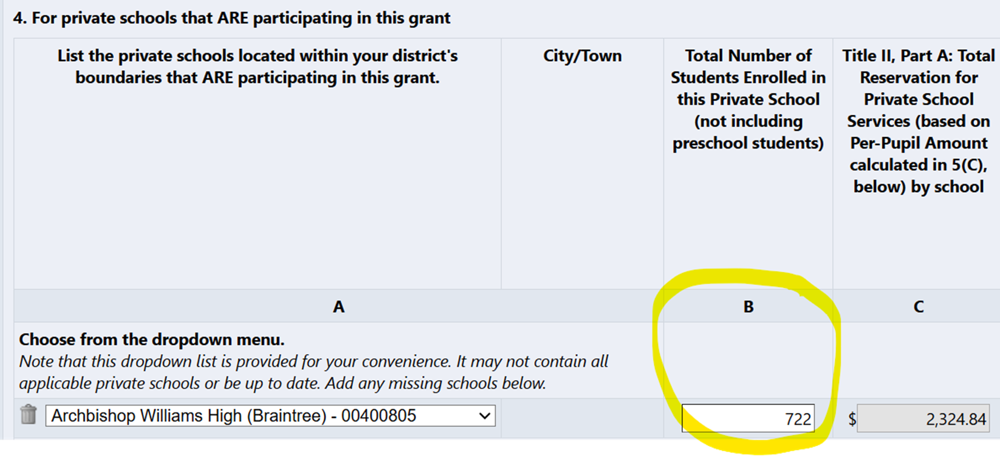 4. For private schools that ARE participating in this grant
List the private schools located within your district's
boundaries that ARE participating in this grant.
City/Town
Total Number of
Students Enrolled in
this Private School
(not including
preschool students)
Title II, Part A: Total
Reservation for
Private School
Services (based on
Per-Pupil Amount
calculated in 5(C),
below) by school
A
B
C
Choose from the dropdown menu.
Note that this dropdown list is provided for your convenience. It may not contain all
applicable private schools or be up to date. Add any missing schools below.
Archbishop Williams High (Braintree) - 00400805
722
$ 2,324.84